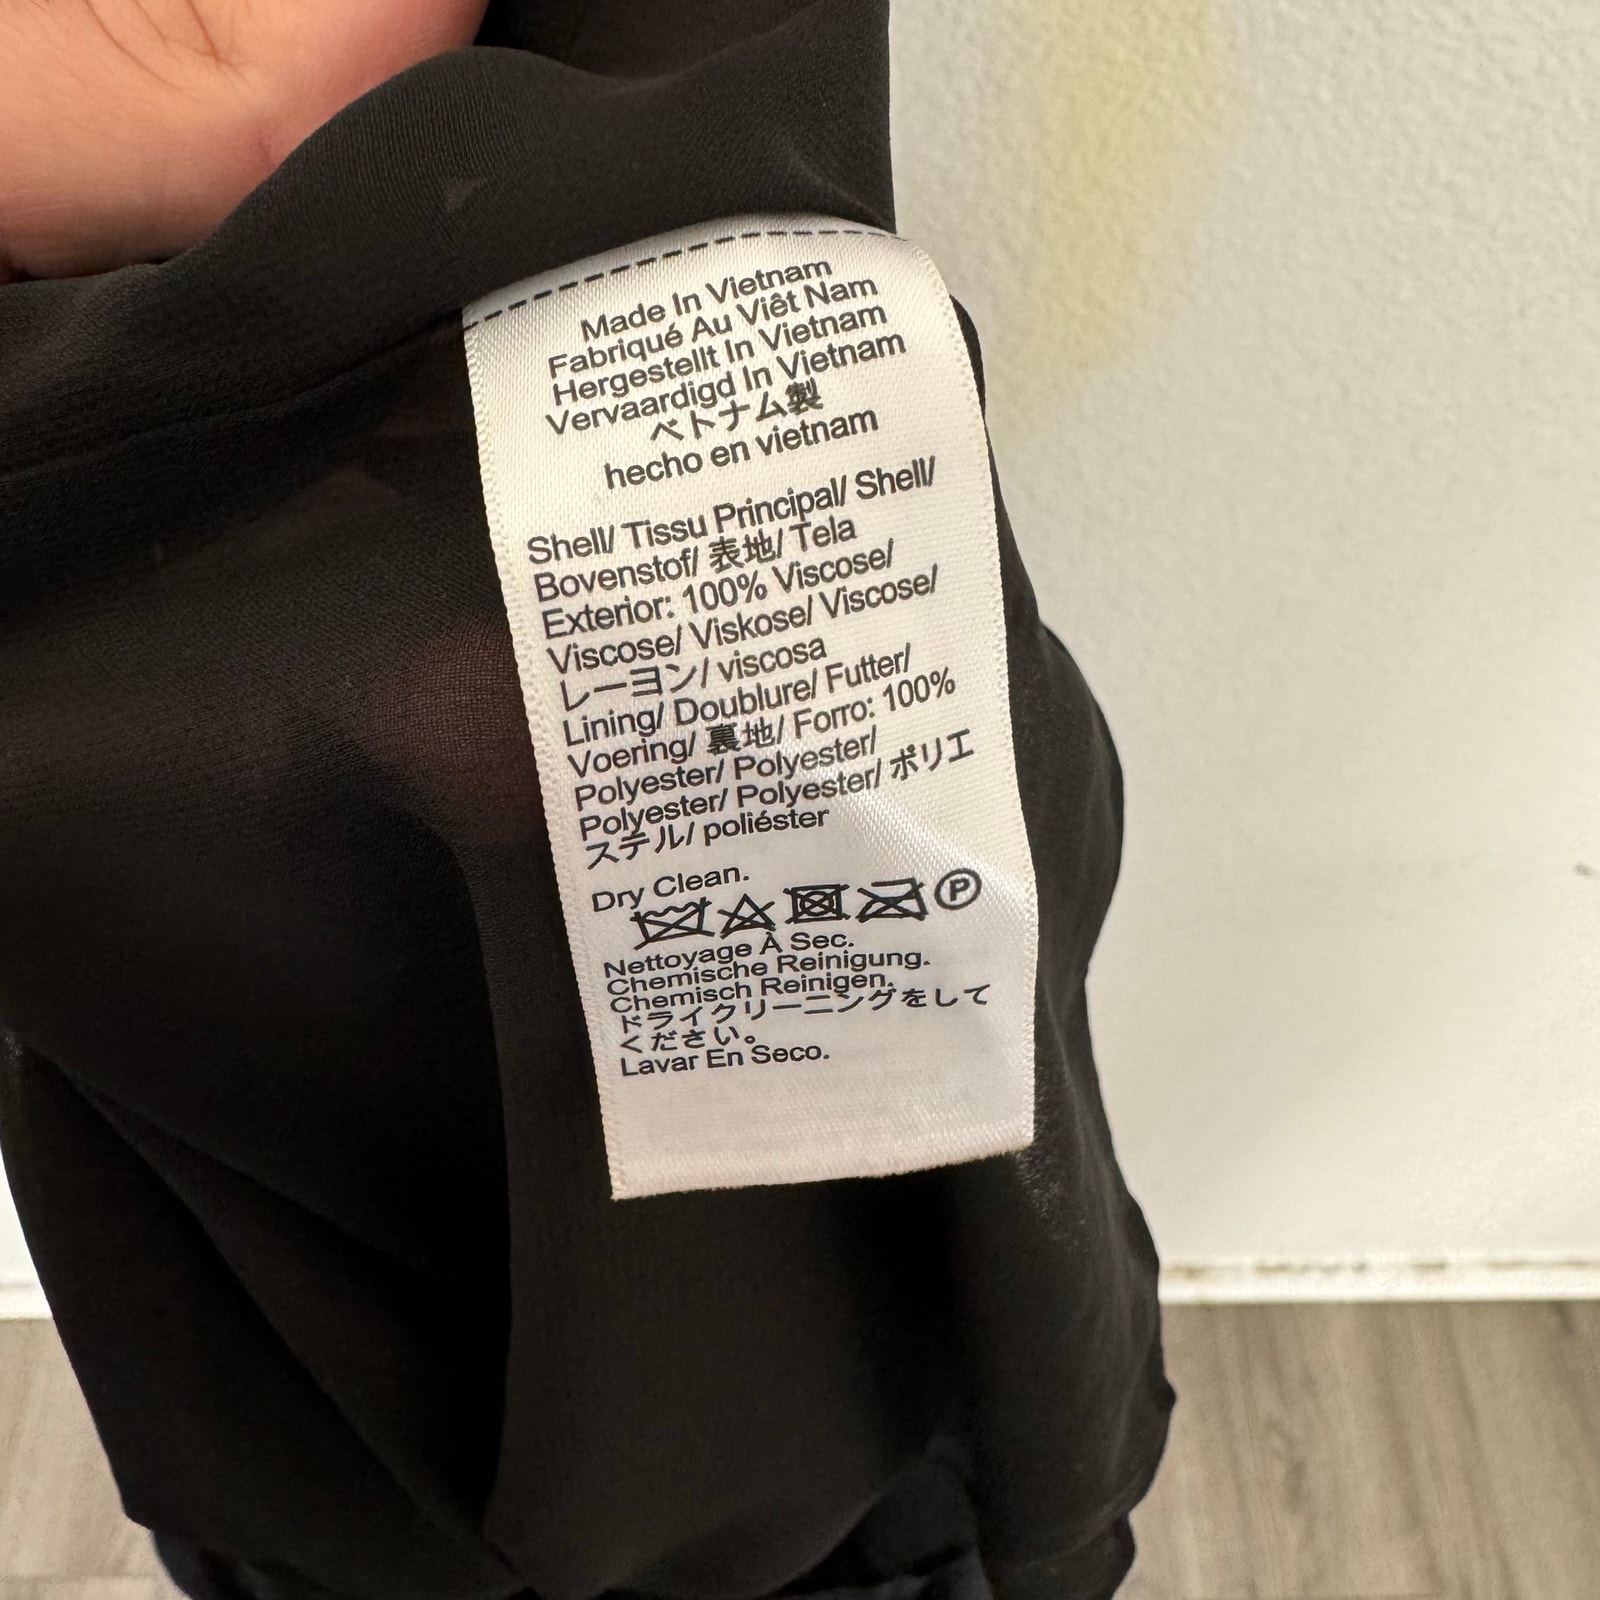 Made In Vietnam
Fabriqué Au Viêt Nam
Hergestellt In Vietnam
Vervaardigd In Vietnam
ベトナム製
hecho en vietnam
Shell/ Tissu Principal/ Shell/
Bovenstof/ 表地/ Tela
Exterior: 100% Viscose/
Viscose/ Viskose/ Viscose/
レーヨン/ viscosa
Lining/ Doublure/ Futter/
Voering/ 裏地/ Forro: 100%
Polyester/ Polyester/
Polyester/ Polyester/ ポリエ
ステル/ poliéster
Dry Clean.
P
Nettoyage À Sec.
Chemische Reinigung.
Chemisch Reinigen.
ドライクリーニングをして
ください。
Lavar En Seco.